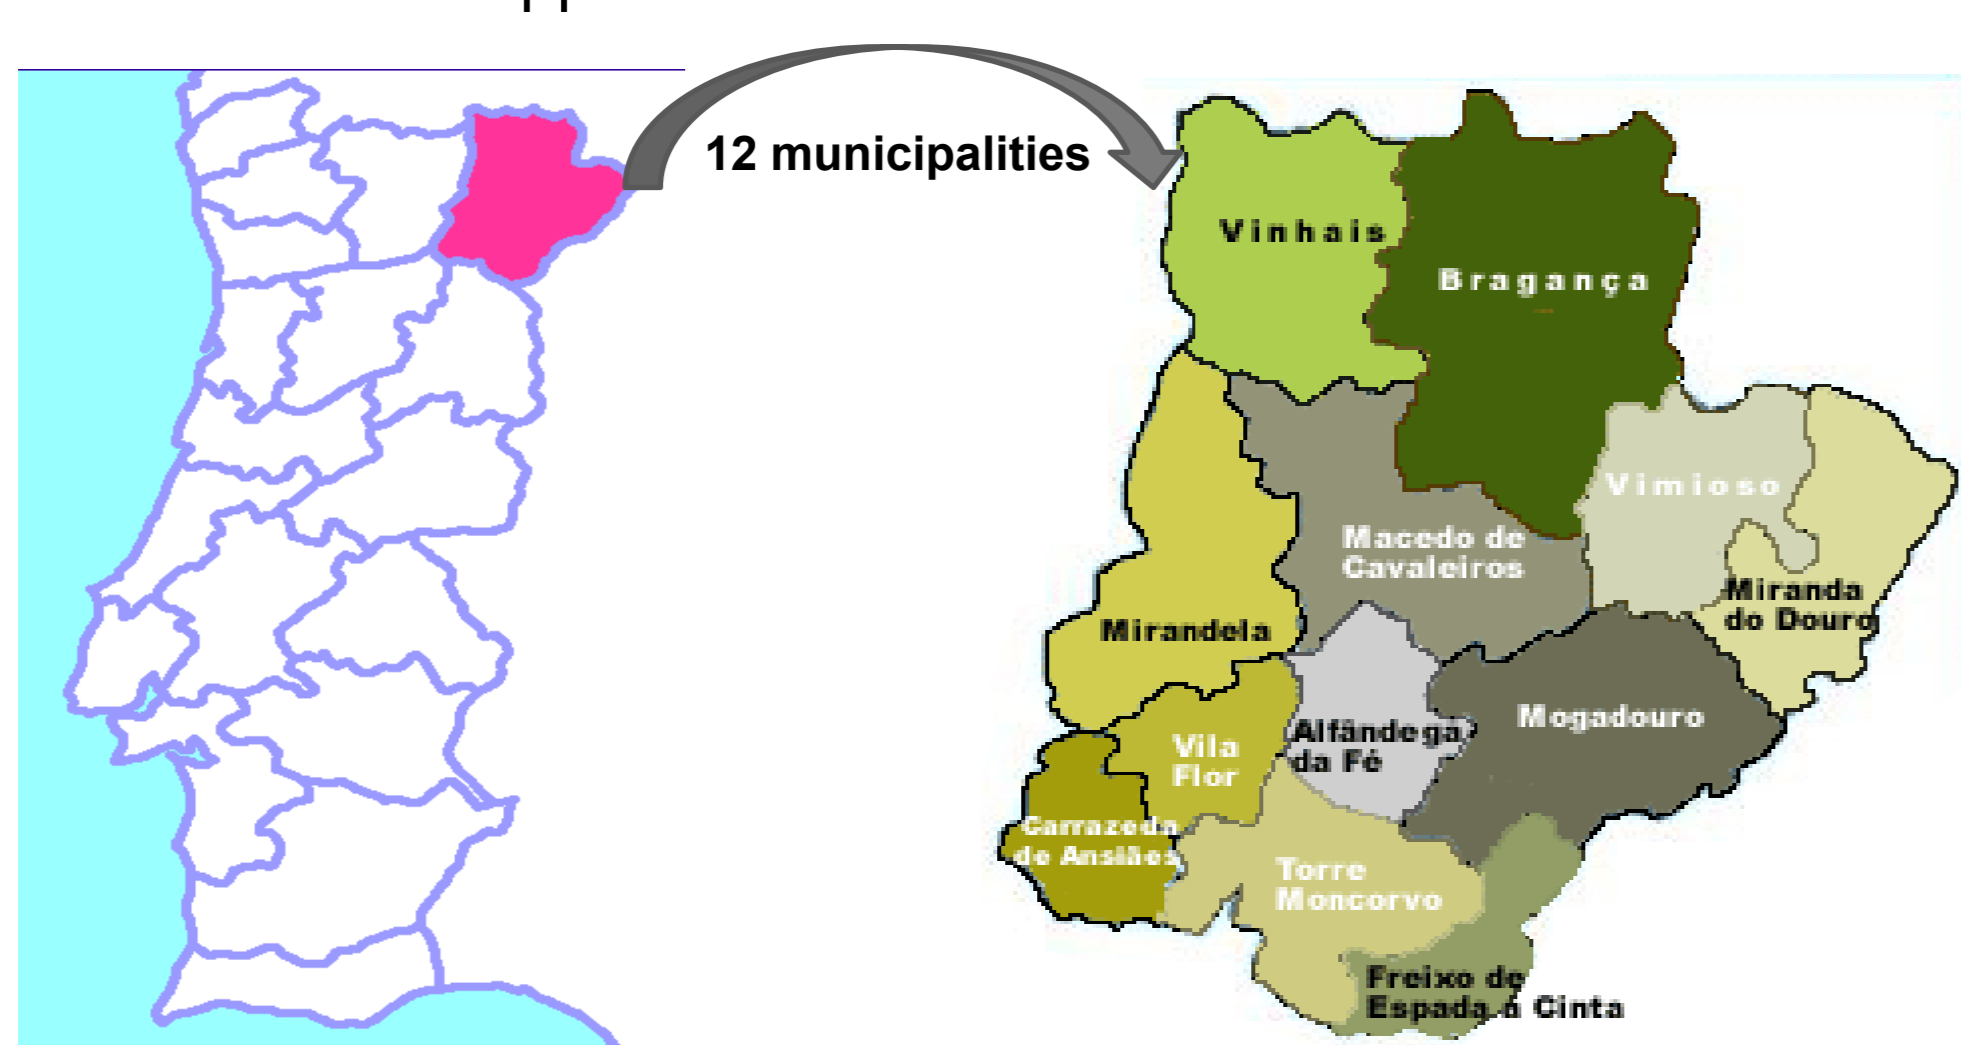 12 municipalities
Vinhais
Bragança
Vimioso
Macedo de
Cavaleiros
Miranda
do Douro
Mirandela
Mogadouro
Alfândega
da Fé
Vila
Flor
Carrazeda
de Ansiães
Torre
Moncorvo
Freixo de
Espada á Cinta